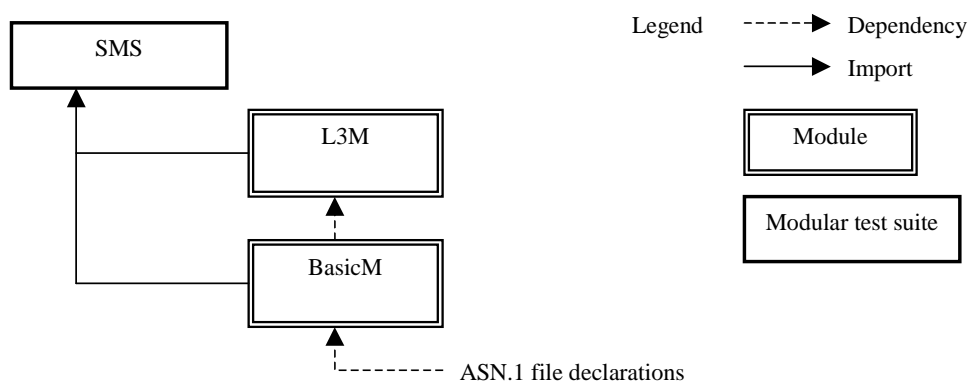 Legend
Dependency
SMS
Import
L3M
Module
Modular test suite
BasicM
ASN.1 file declarations